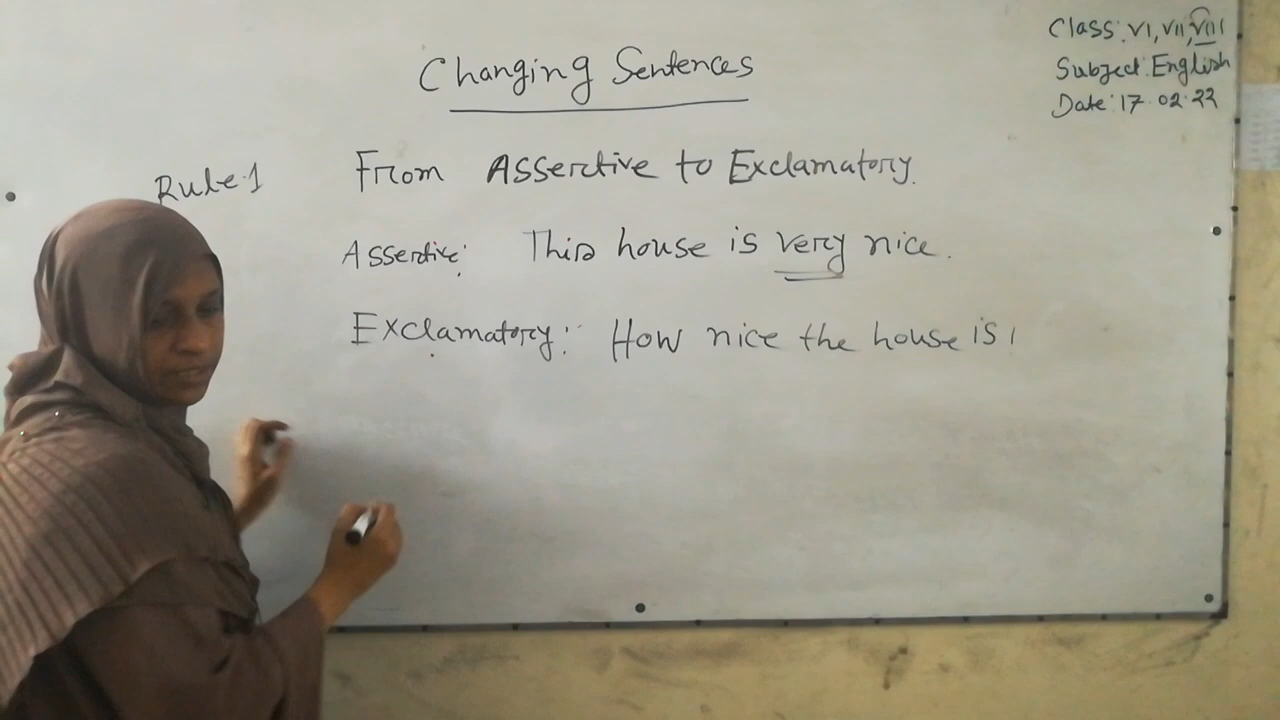 Class: VI, VII, VIII
Subject: English
Date: 17.02.22
Changing Sentences
Rule.1 From Assertive to Exclamatory.
Assertive: This house is very nice.
Exclamatory: How nice the house is!